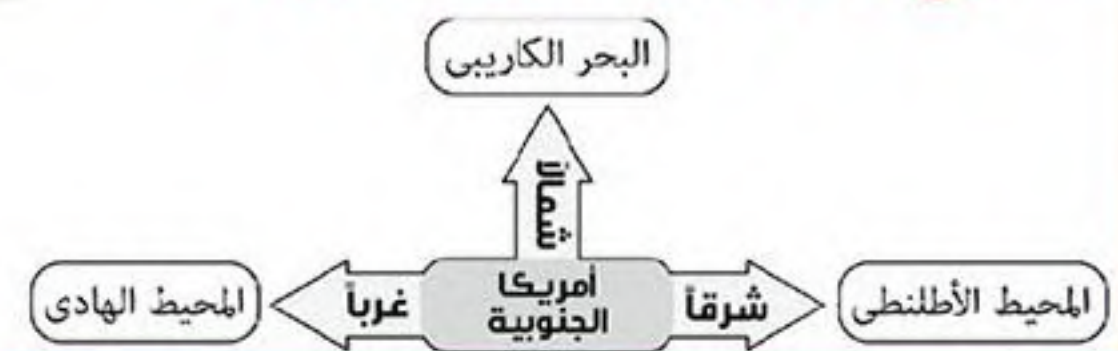 البحر الكاريبى
شمالاً
المحيط الأطلنطى
شرقاً
أمريكا
الجنوبية
غرباً
المحيط الهادى